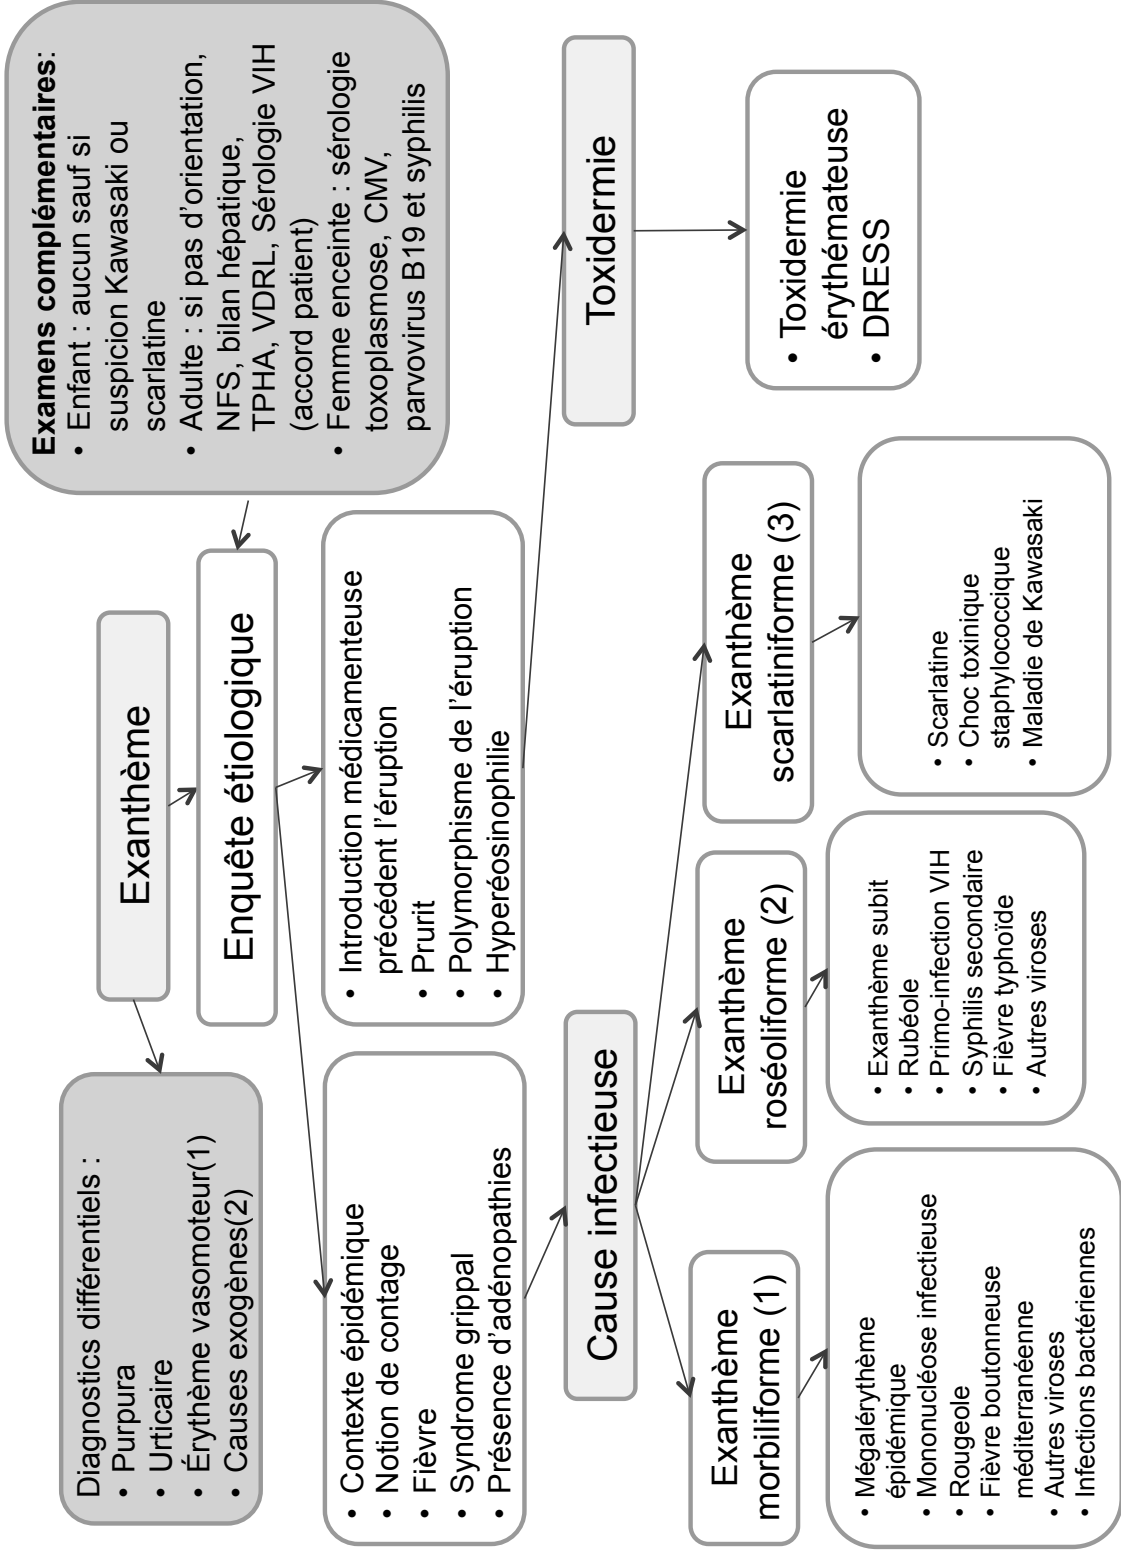 Exanthème
Diagnostics différentiels :
• Purpura
• Urticaire
• Érythème vasomoteur(1)
• Causes exogènes(2)
Enquête étiologique
Examens complémentaires:
• Enfant : aucun sauf si
suspicion Kawasaki ou
scarlatine
• Adulte : si pas d’orientation,
NFS, bilan hépatique,
TPHA, VDRL, Sérologie VIH
(accord patient)
• Femme enceinte : sérologie
toxoplasmose, CMV,
parvovirus B19 et syphilis
• Contexte épidémique
• Notion de contage
• Fièvre
• Syndrome grippal
• Présence d’adénopathies
• Introduction médicamenteuse
précédent l’éruption
• Prurit
• Polymorphisme de l’éruption
• Hyperéosinophilie
Cause infectieuse
Toxidermie
Exanthème
morbiliforme (1)
Exanthème
roséoliforme (2)
Exanthème
scarlatiniforme (3)
• Toxidermie
érythémateuse
• DRESS
• Mégalérythème
épidémique
• Mononucléose infectieuse
• Rougeole
• Fièvre boutonneuse
méditerranéenne
• Autres viroses
• Infections bactériennes
• Exanthème subit
• Rubéole
• Primo-infection VIH
• Syphilis secondaire
• Fièvre typhoïde
• Autres viroses
• Scarlatine
• Choc toxinique
staphylococcique
• Maladie de Kawasaki